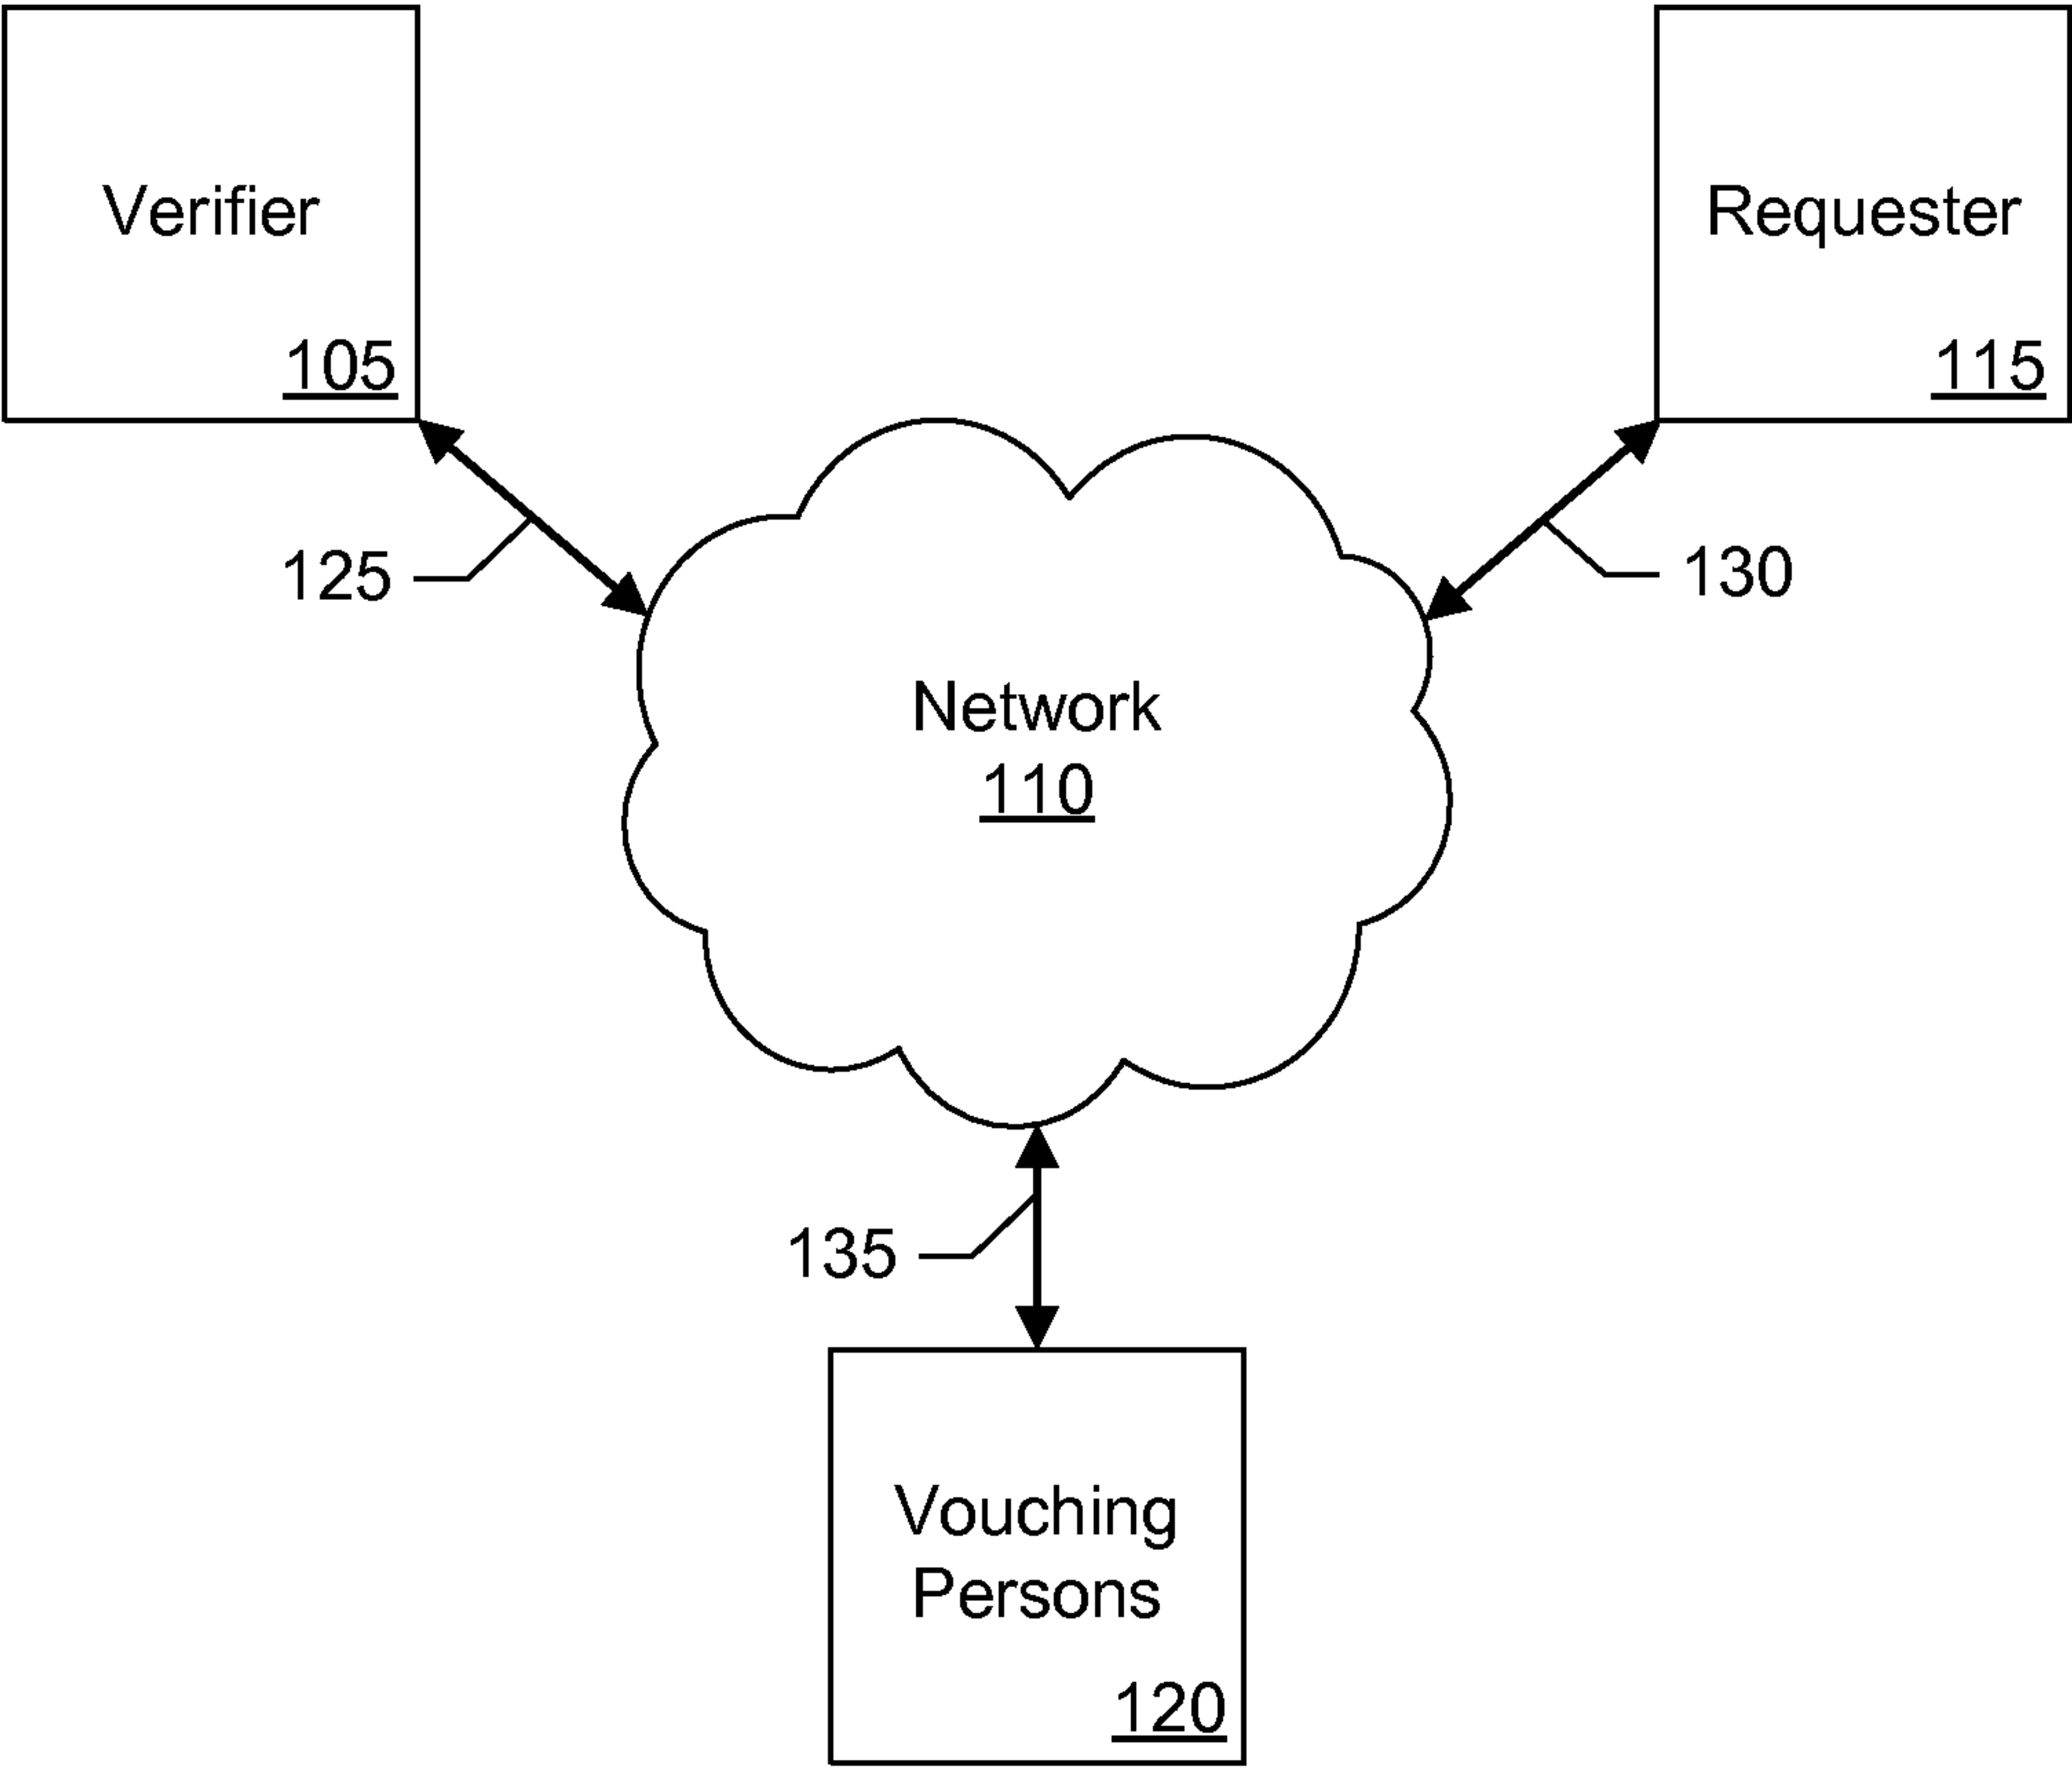 Verifier
105
Requester
115
125
130
Network
110
135
Vouching
Persons
120